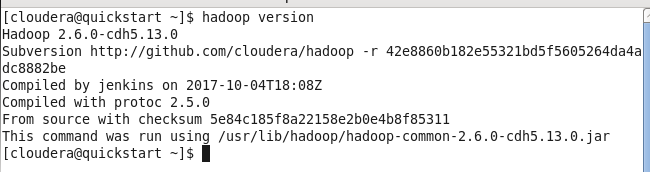 [cloudera@quickstart ~]$ hadoop version
Hadoop 2.6.0-cdh5.13.0
Subversion http://github.com/cloudera/hadoop -r 42e8860b182e55321bd5f5605264da4a
dc8882be
Compiled by jenkins on 2017-10-04T18:08Z
Compiled with protoc 2.5.0
From source with checksum 5e84c185f8a22158e2b0e4b8f85311
This command was run using /usr/lib/hadoop/hadoop-common-2.6.0-cdh5.13.0.jar
[cloudera@quickstart ~]$